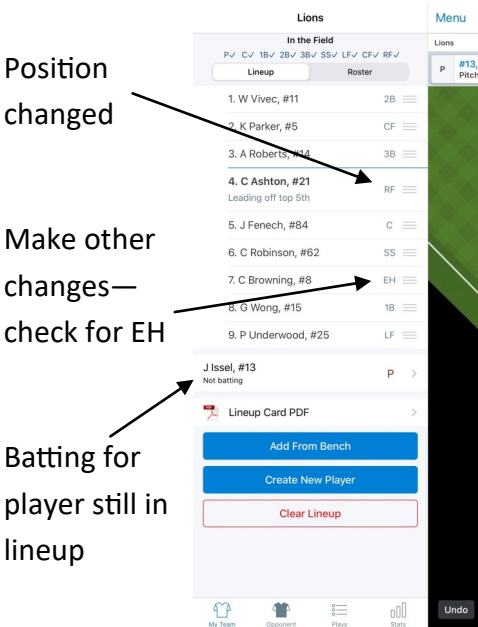 Position
changed
Make other
changes—
check for EH
Batting for
player still in
lineup
Lions
In the Field
P✓ C✓ 1B✓ 2B✓ 3B✓ SS✓ LF✓ CF✓ RF✓
Lineup Roster
1. W Vivec, #11 2B
2. K Parker, #5 CF
3. A Roberts, #14 3B
4. C Ashton, #21 RF
Leading off top 5th
5. J Fenech, #84 C
6. C Robinson, #62 SS
7. C Browning, #8 EH
8. G Wong, #15 1B
9. P Underwood, #25 LF
J Issel, #13 P
Not batting
PDF Lineup Card PDF
Add From Bench
Create New Player
Clear Lineup
My Team Opponent Plays Stats
Menu
Lions
P #13,
Pitch
Undo